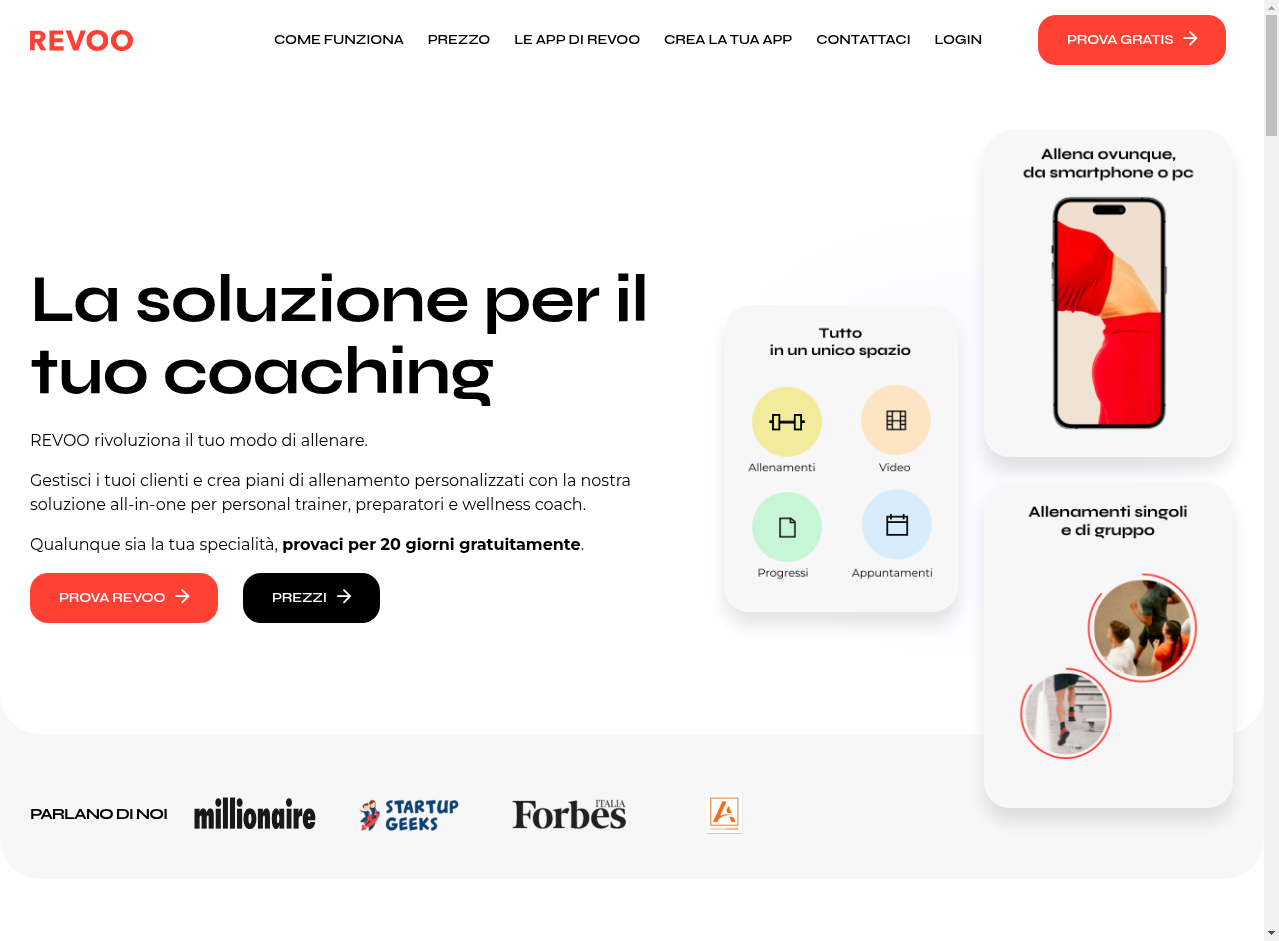 REVOO
COME FUNZIONA
PREZZO
LE APP DI REVOO
CREA LA TUA APP
CONTATTACI
LOGIN
PROVA GRATIS
La soluzione per il
tuo coaching
REVOO rivoluziona il tuo modo di allenare.
Gestisci i tuoi clienti e crea piani di allenamento personalizzati con la nostra
soluzione all-in-one per personal trainer, preparatori e wellness coach.
Qualunque sia la tua specialità, provaci per 20 giorni gratuitamente.
PROVA REVOO
PREZZI
Tutto
in un unico spazio
Allenamenti
Video
Progressi
Appuntamenti
Allena ovunque,
da smartphone o pc
Allenamenti singoli
e di gruppo
PARLANO DI NOI
millionaire
STARTUP
GEEKS
Forbes
ITALIA